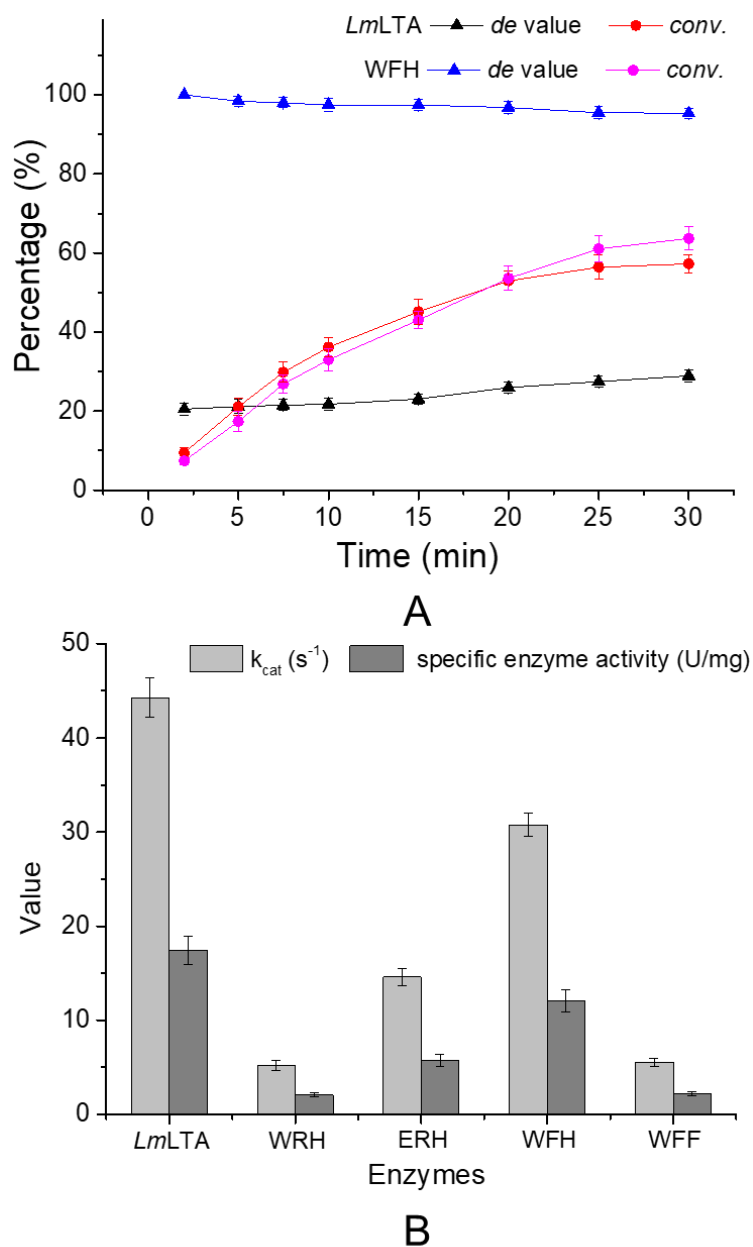 LmLTA de value conv.
WFH de value conv.
100
80
60
40
20
0
Percentage (%)
0 5 10 15 20 25 30
Time (min)
A
50
40
30
20
10
0
Value
k_cat (s⁻¹) specific enzyme activity (U/mg)
LmLTA WRH ERH WFH WFF
Enzymes
B